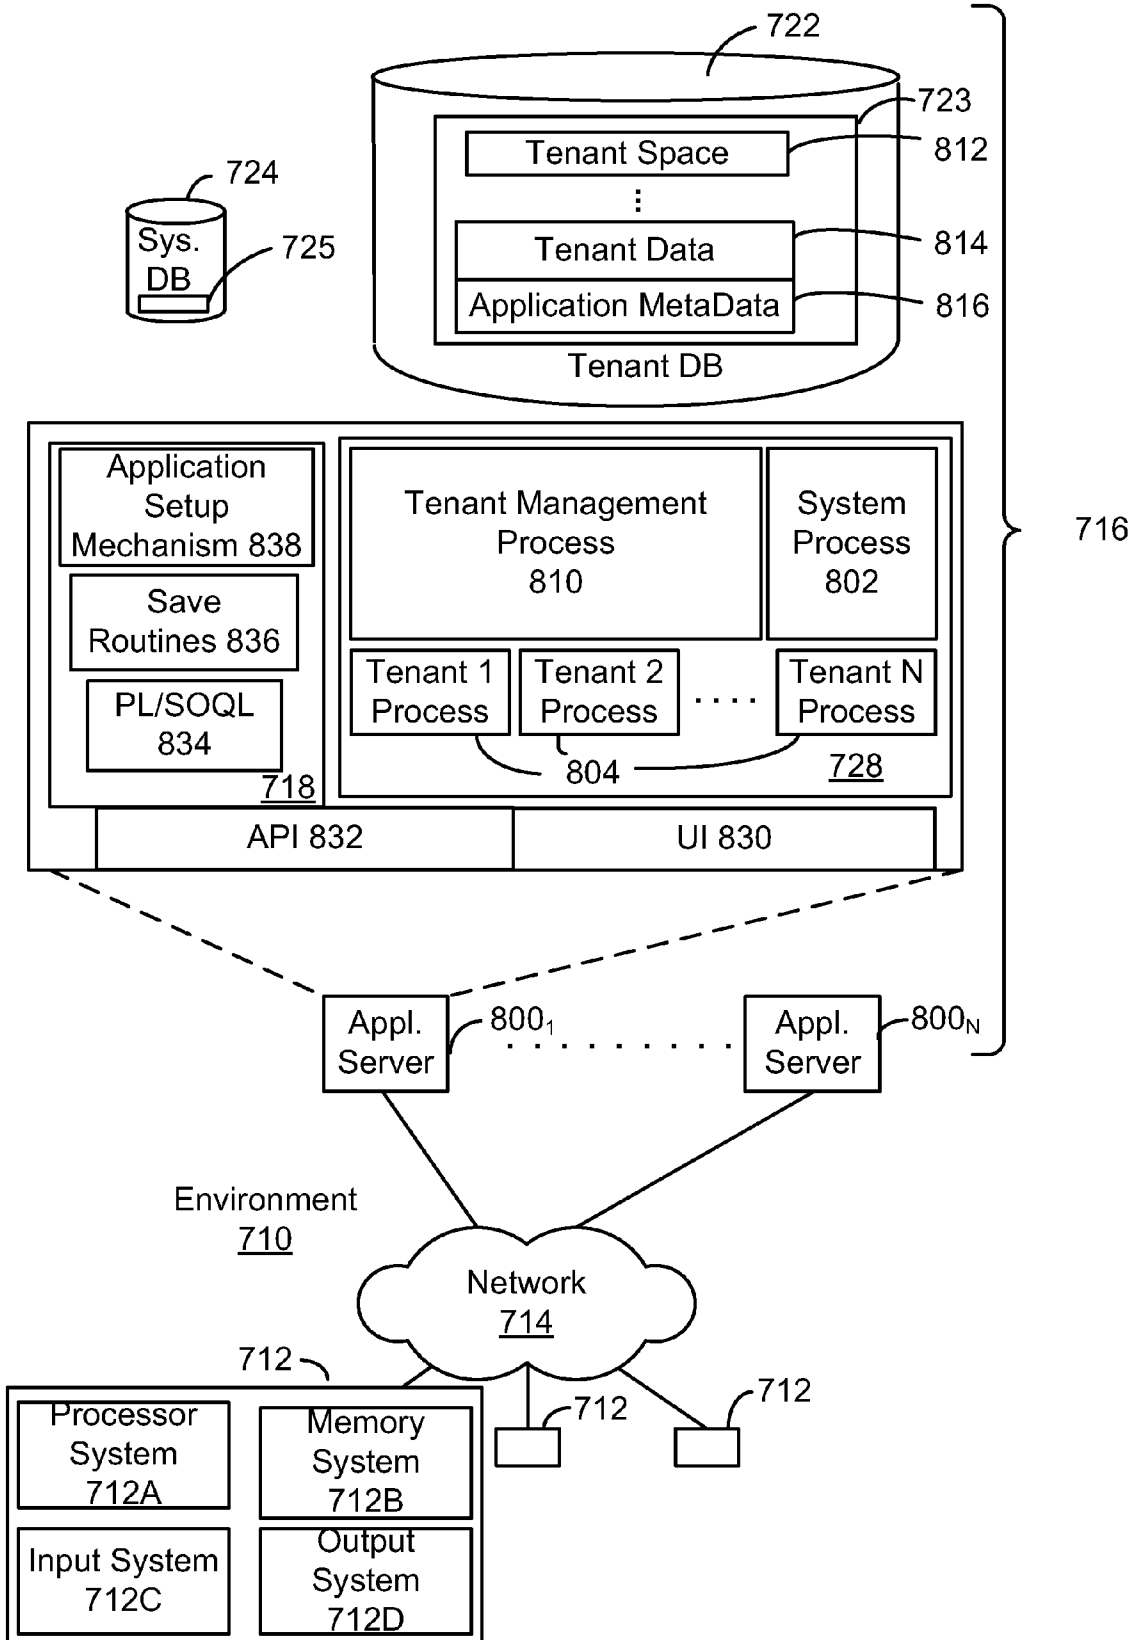 722
723
Tenant Space
812
724
Sys.
DB
725
Tenant Data
814
Application MetaData
816
Tenant DB
Application
Setup
Mechanism 838
Save
Routines 836
PL/SOQL
834
718
Tenant Management
Process
810
System
Process
802
716
Tenant 1
Process
Tenant 2
Process
Tenant N
Process
804
728
API 832
UI 830
Appl.
Server
800₁
Appl.
Server
800N
Environment
710
Network
714
712
712
712
Processor
System
712A
Memory
System
712B
Input System
712C
Output
System
712D